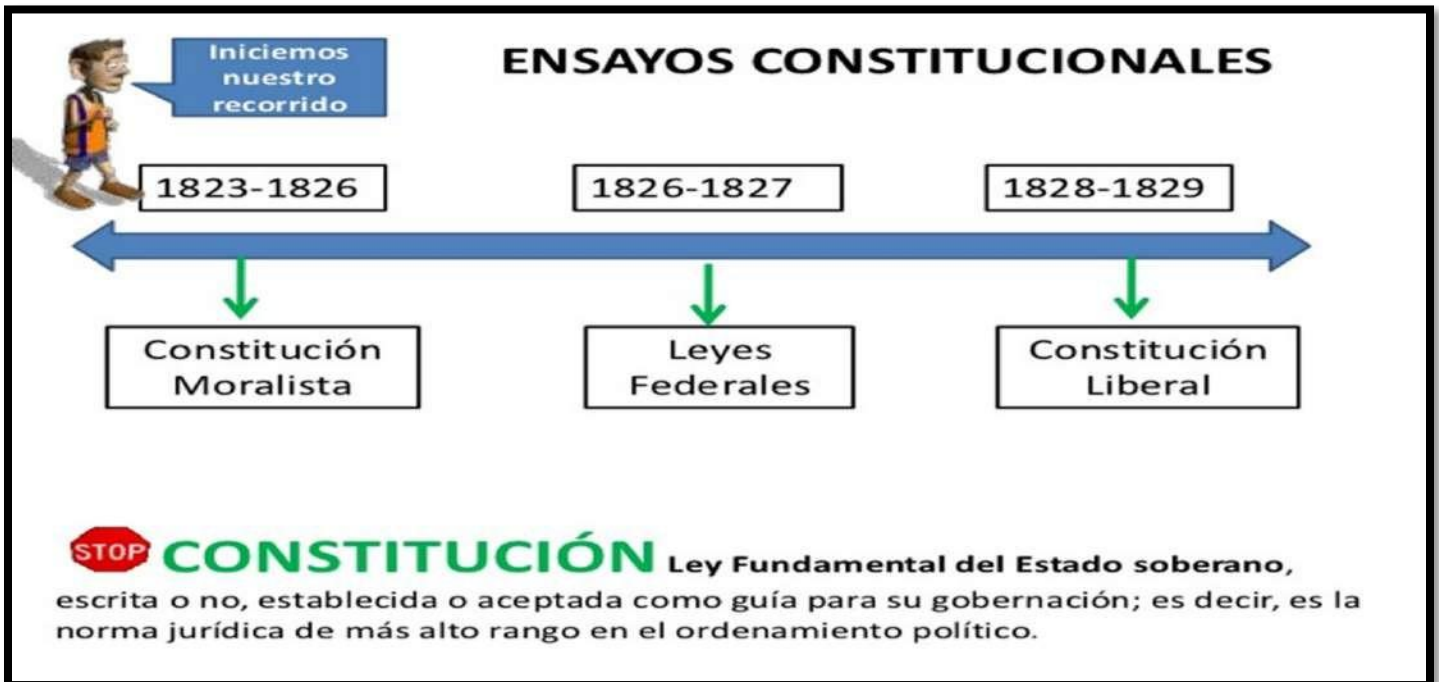 Iniciemos
nuestro
recorrido
ENSAYOS CONSTITUCIONALES
1823-1826
1826-1827
1828-1829
Constitución
Moralista
Leyes
Federales
Constitución
Liberal
STOP CONSTITUCIÓN Ley Fundamental del Estado soberano,
escrita o no, establecida o aceptada como guía para su gobernación; es decir, es la
norma jurídica de más alto rango en el ordenamiento político.